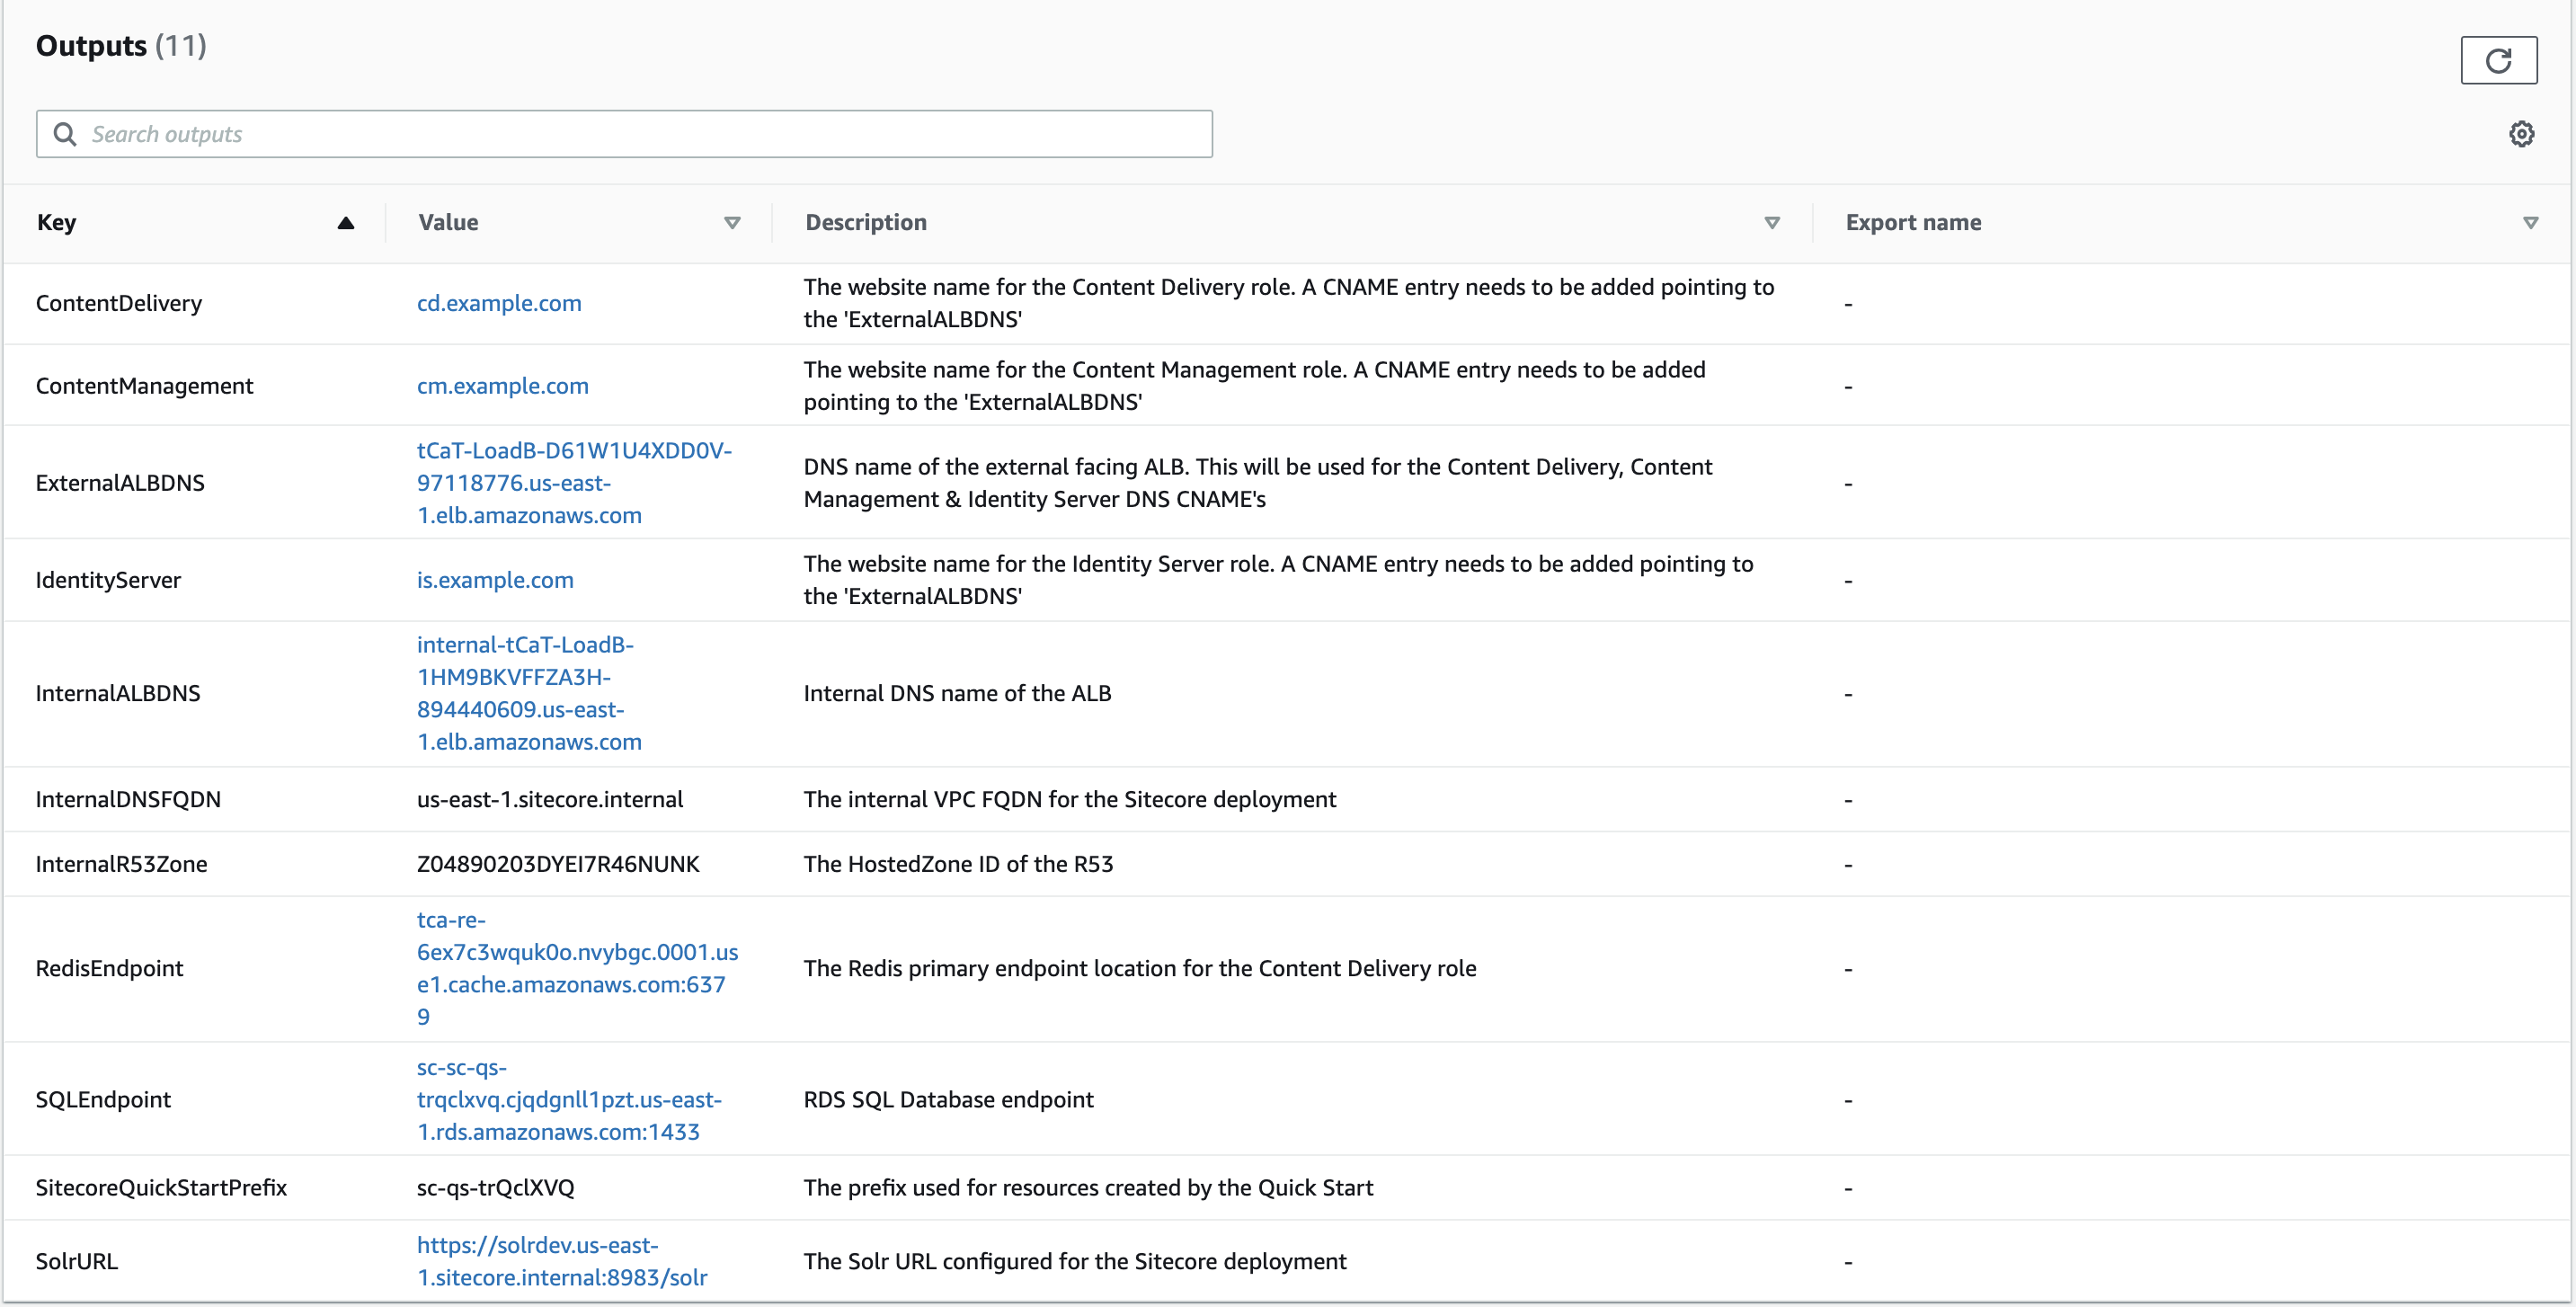 Outputs (11)
Search outputs
Key Value Description Export name
ContentDelivery cd.example.com The website name for the Content Delivery role. A CNAME entry needs to be added pointing to
the 'ExternalALBDNS' -
ContentManagement cm.example.com The website name for the Content Management role. A CNAME entry needs to be added
pointing to the 'ExternalALBDNS' -
ExternalALBDNS
tCaT-LoadB-D61W1U4XDD0V-
97118776.us-east-
1.elb.amazonaws.com
DNS name of the external facing ALB. This will be used for the Content Delivery, Content
Management & Identity Server DNS CNAME's
-
IdentityServer is.example.com The website name for the Identity Server role. A CNAME entry needs to be added pointing to
the 'ExternalALBDNS' -
InternalALBDNS
internal-tCaT-LoadB-
1HM9BKVFFZA3H-
894440609.us-east-
1.elb.amazonaws.com
Internal DNS name of the ALB
-
InternalDNSFQDN us-east-1.sitecore.internal The internal VPC FQDN for the Sitecore deployment -
InternalR53Zone Z04890203DYEI7R46NUNK The HostedZone ID of the R53 -
RedisEndpoint
tca-re-
6ex7c3wquk0o.nvybgc.0001.us
e1.cache.amazonaws.com:637
9
The Redis primary endpoint location for the Content Delivery role
-
SQLEndpoint
sc-sc-qs-
trqclxvq.cjqdgnll1pzt.us-east-
1.rds.amazonaws.com:1433
RDS SQL Database endpoint
-
SitecoreQuickStartPrefix sc-qs-trQclXVQ The prefix used for resources created by the Quick Start -
SolrURL
https://solrdev.us-east-
1.sitecore.internal:8983/solr
The Solr URL configured for the Sitecore deployment
-